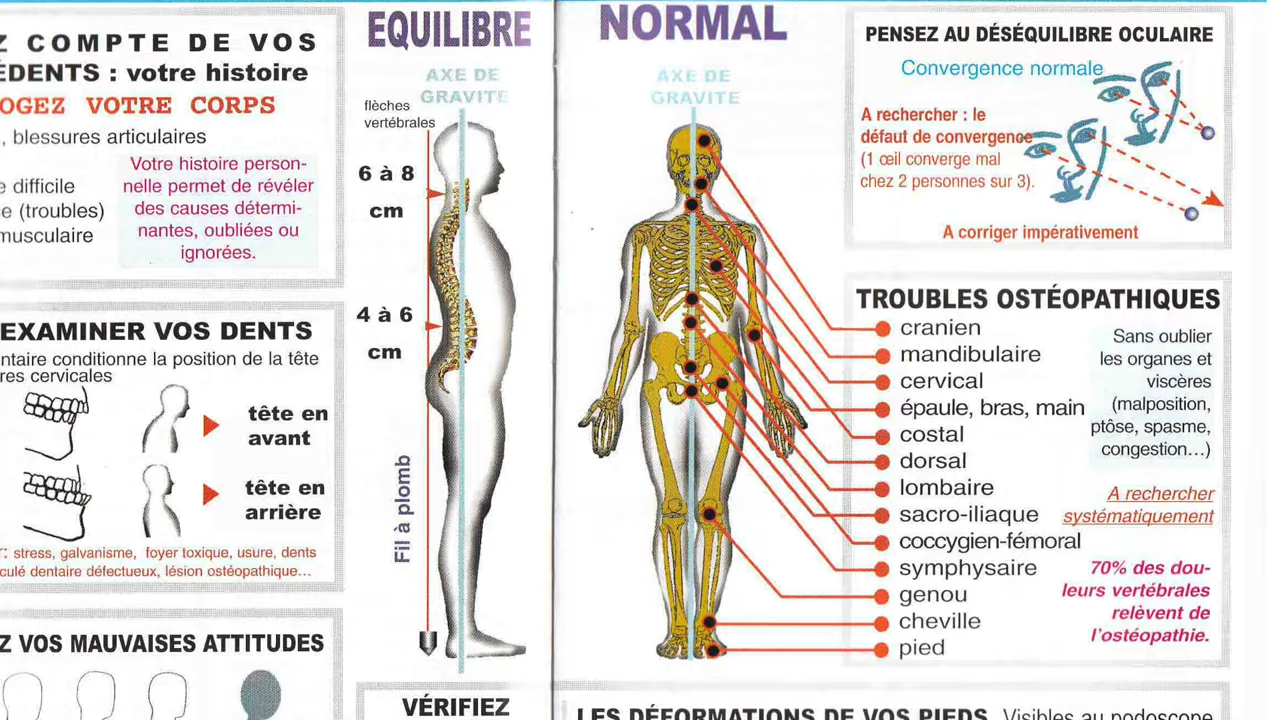 Z COMPTE DE VOS
ÉDENTS : votre histoire
OGEZ VOTRE CORPS
, blessures articulaires
e difficile
e (troubles)
musculaire
Votre histoire person-
nelle permet de révéler
des causes détermi-
nantes, oubliées ou
ignorées.
EXAMINER VOS DENTS
ntaire conditionne la position de la tête
res cervicales
tête en
avant
tête en
arrière
: stress, galvanisme, foyer toxique, usure, dents
culé dentaire défectueux, lésion ostéopathique...
Z VOS MAUVAISES ATTITUDES
EQUILIBRE
AXE DE
GRAVITE
flèches
vertébrales
6 à 8
cm
4 à 6
cm
Fil à plomb
VÉRIFIEZ
NORMAL
AXE DE
GRAVITE
PENSEZ AU DÉSÉQUILIBRE OCULAIRE
Convergence normale
A rechercher : le
défaut de convergence
(1 œil converge mal
chez 2 personnes sur 3).
A corriger impérativement
TROUBLES OSTÉOPATHIQUES
cranien
mandibulaire
cervical
épaule, bras, main
costal
dorsal
lombaire
sacro-iliaque
coccygien-fémoral
symphysaire
genou
cheville
pied
Sans oublier
les organes et
viscères
(malposition,
ptôse, spasme,
congestion...)
A rechercher
systématiquement
70% des dou-
leurs vertébrales
relèvent de
l'ostéopathie.
LES DÉFORMATIONS DE VOS PIEDS Visibles au podoscope